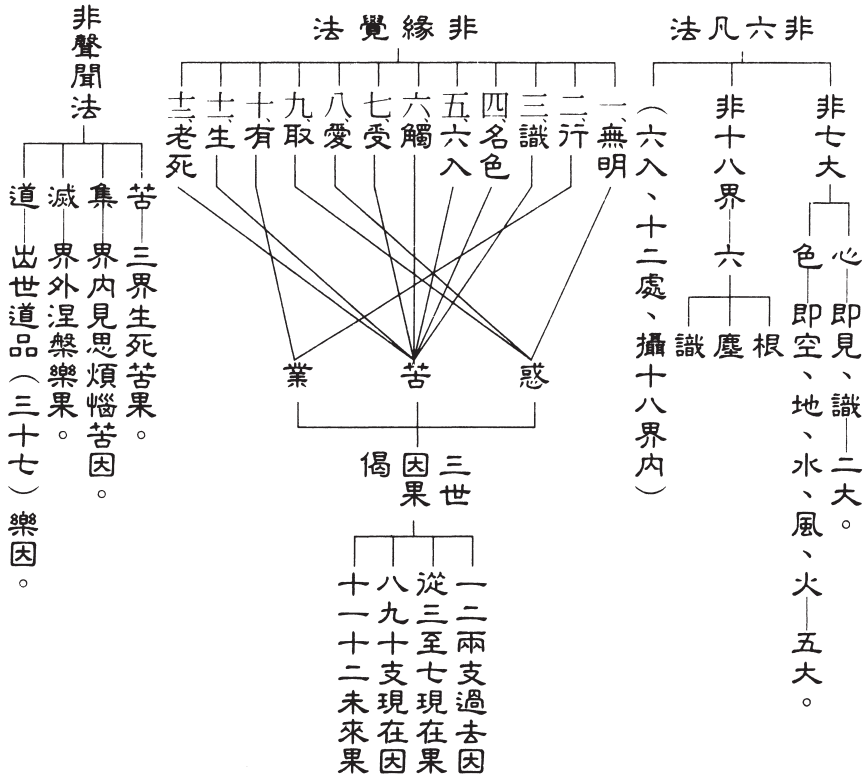 非六凡法
非七大
心—即見、識—二大。
色—即空、地、水、風、火—五大。
非十八界—六
根
塵
識
（六入、十二處、攝十八界內）
非緣覺法
一、無明
二、行
三、識
四、名色
五、六入
六、觸
七、受
八、愛
九、取
十、有
十一、生
十二、老死
惑
苦
業
三世
因果
偈
一二兩支過去因
從三至七現在果
八九十支現在因
十一十二未來果
非聲聞法
苦—三界生死苦果。
集—界內見思煩惱苦因。
滅—界外涅槃樂果。
道—出世道品（三十七）樂因。